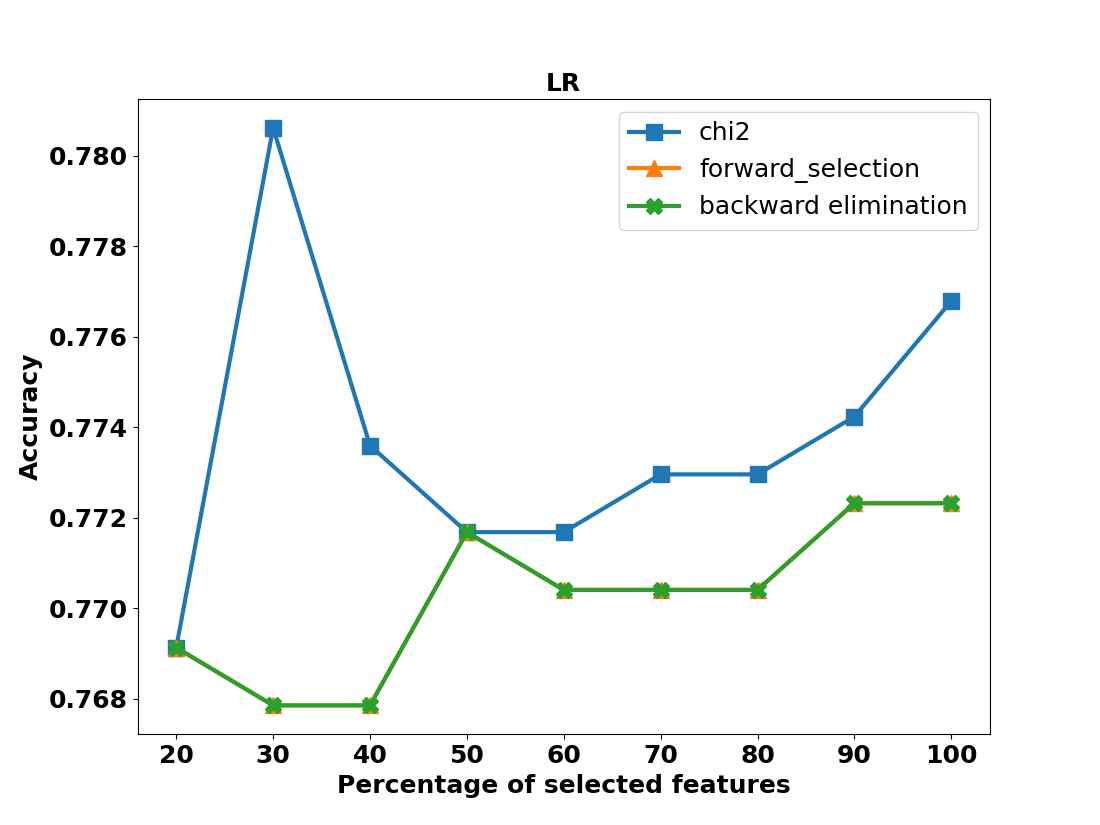 LR
chi2
forward_selection
backward elimination
0.780
0.778
0.776
0.774
0.772
0.770
0.768
Accuracy
20 30 40 50 60 70 80 90 100
Percentage of selected features